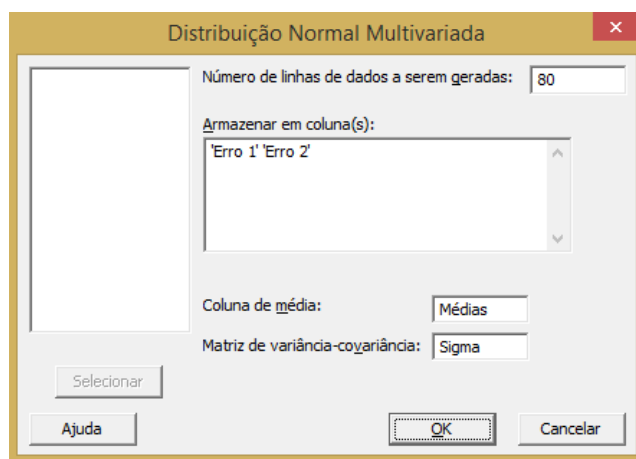 Distribuição Normal Multivariada
×
Número de linhas de dados a serem geradas: 80
Armazenar em coluna(s):
'Erro 1' 'Erro 2'
Coluna de média: Médias
Matriz de variância-covariância: Sigma
Selecionar
Ajuda OK Cancelar